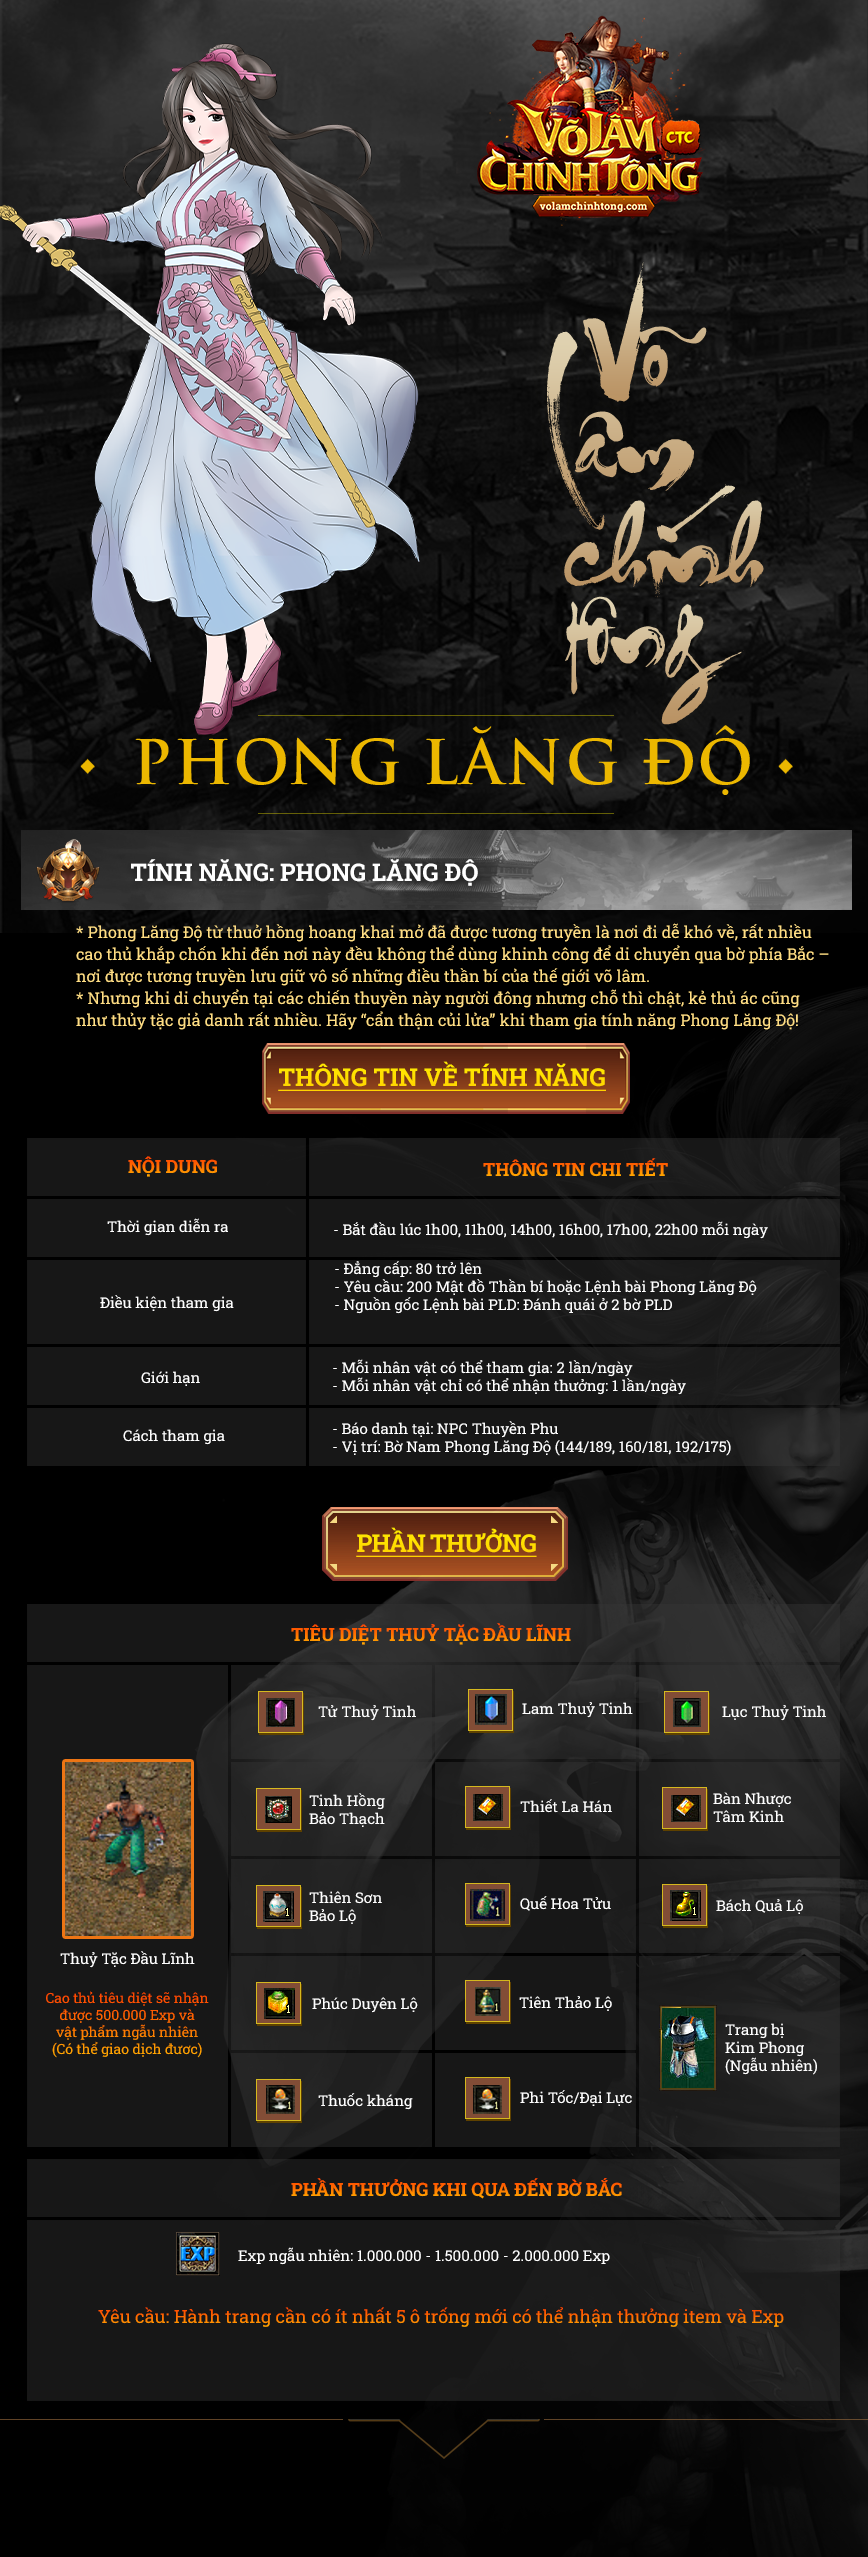 VÕ LÂM
CTC
CHÍNH TÔNG
volamchinhtong.com
Võ
Lâm
chính
tông
PHONG LĂNG ĐỘ
TÍNH NĂNG: PHONG LĂNG ĐỘ
* Phong Lăng Độ từ thuở hồng hoang khai mở đã được tương truyền là nơi đi dễ khó về, rất nhiều
cao thủ khắp chốn khi đến nơi này đều không thể dùng khinh công để di chuyển qua bờ phía Bắc –
nơi được tương truyền lưu giữ vô số những điều thần bí của thế giới võ lâm.
* Nhưng khi di chuyển tại các chiến thuyền này người đông nhưng chỗ thì chật, kẻ thủ ác cũng
như thủy tặc giả danh rất nhiều. Hãy “cẩn thận củi lửa” khi tham gia tính năng Phong Lăng Độ!
THÔNG TIN VỀ TÍNH NĂNG
NỘI DUNG
THÔNG TIN CHI TIẾT
Thời gian diễn ra
- Bắt đầu lúc 1h00, 11h00, 14h00, 16h00, 17h00, 22h00 mỗi ngày
Điều kiện tham gia
- Đẳng cấp: 80 trở lên
- Yêu cầu: 200 Mật đồ Thần bí hoặc Lệnh bài Phong Lăng Độ
- Nguồn gốc Lệnh bài PLD: Đánh quái ở 2 bờ PLD
Giới hạn
- Mỗi nhân vật có thể tham gia: 2 lần/ngày
- Mỗi nhân vật chỉ có thể nhận thưởng: 1 lần/ngày
Cách tham gia
- Báo danh tại: NPC Thuyền Phu
- Vị trí: Bờ Nam Phong Lăng Độ (144/189, 160/181, 192/175)
PHẦN THƯỞNG
TIÊU DIỆT THUỶ TẶC ĐẦU LĨNH
Tử Thuỷ Tinh
Lam Thuỷ Tinh
Lục Thuỷ Tinh
Tinh Hồng
Bảo Thạch
Thiết La Hán
Bàn Nhược
Tâm Kinh
1
Thiên Sơn
Bảo Lộ
1
Quế Hoa Tửu
1
Bách Quả Lộ
Thuỷ Tặc Đầu Lĩnh
Cao thủ tiêu diệt sẽ nhận
được 500.000 Exp và
vật phẩm ngẫu nhiên
(Có thể giao dịch đươc)
1
Phúc Duyên Lộ
1
Tiên Thảo Lộ
Trang bị
Kim Phong
(Ngẫu nhiên)
1
Thuốc kháng
1
Phi Tốc/Đại Lực
PHẦN THƯỞNG KHI QUA ĐẾN BỜ BẮC
EXP
Exp ngẫu nhiên: 1.000.000 - 1.500.000 - 2.000.000 Exp
Yêu cầu: Hành trang cần có ít nhất 5 ô trống mới có thể nhận thưởng item và Exp